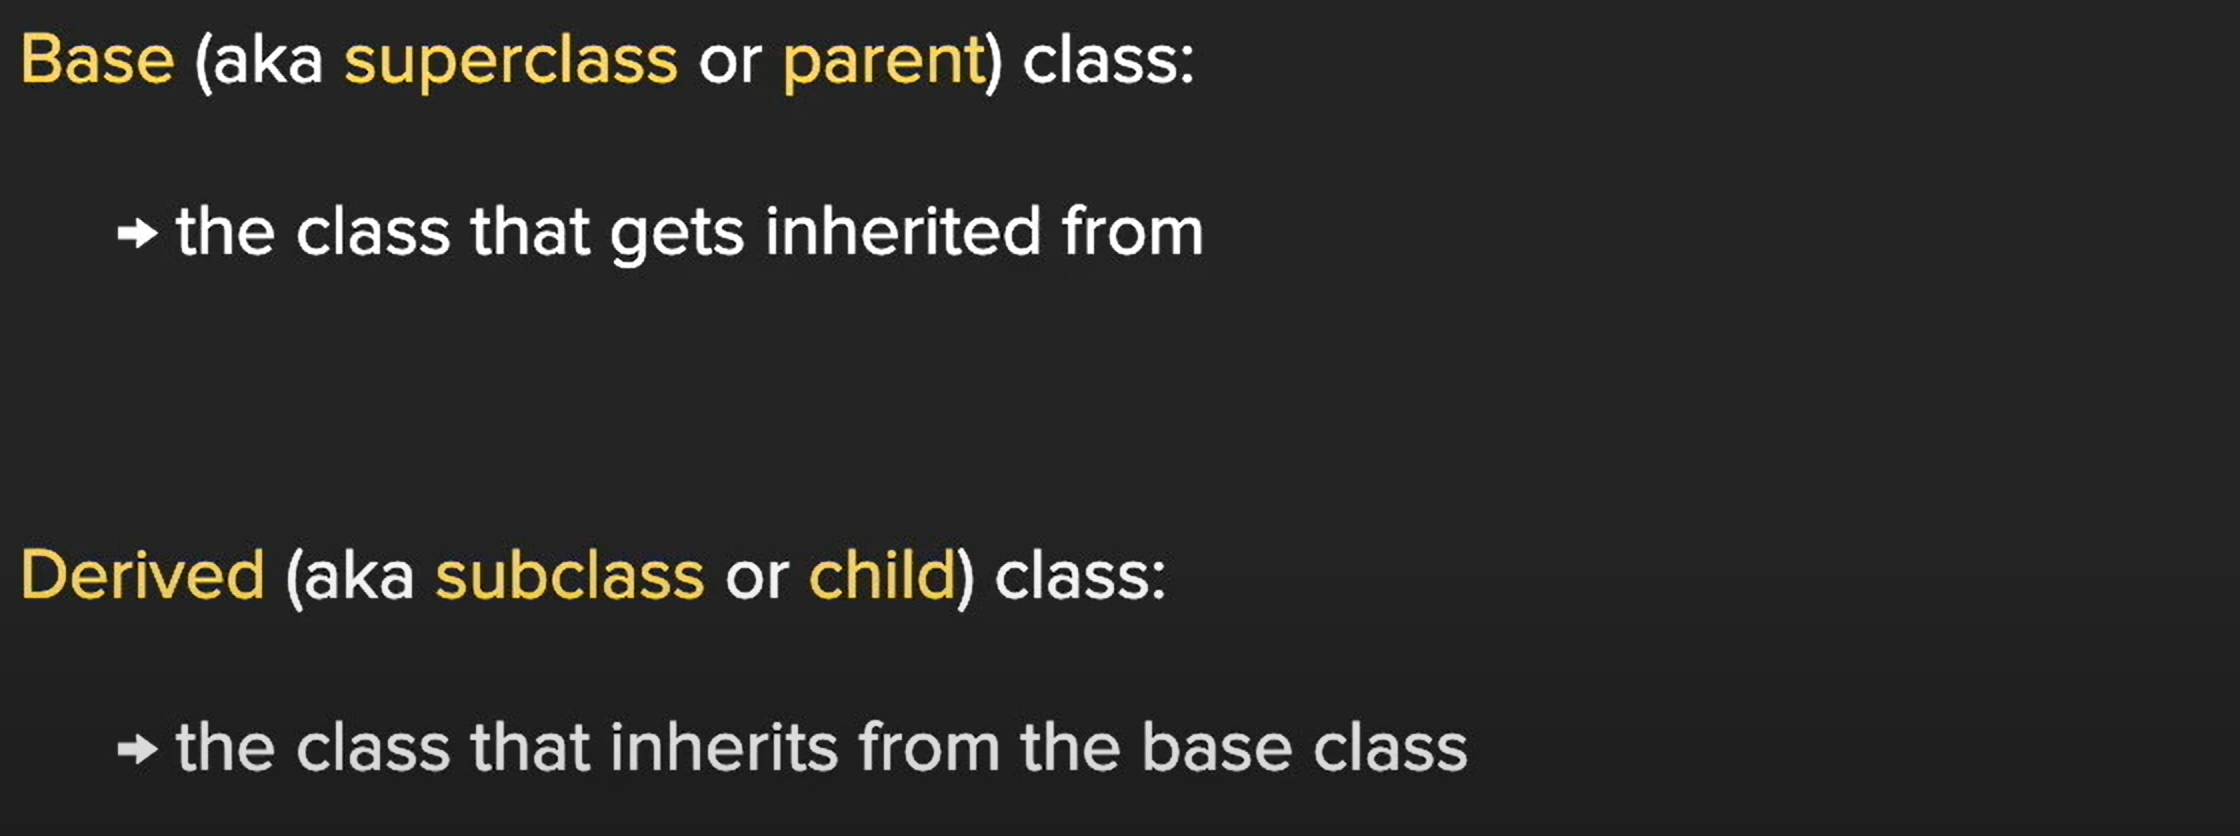 Base (aka superclass or parent) class:
➜ the class that gets inherited from
Derived (aka subclass or child) class:
➜ the class that inherits from the base class